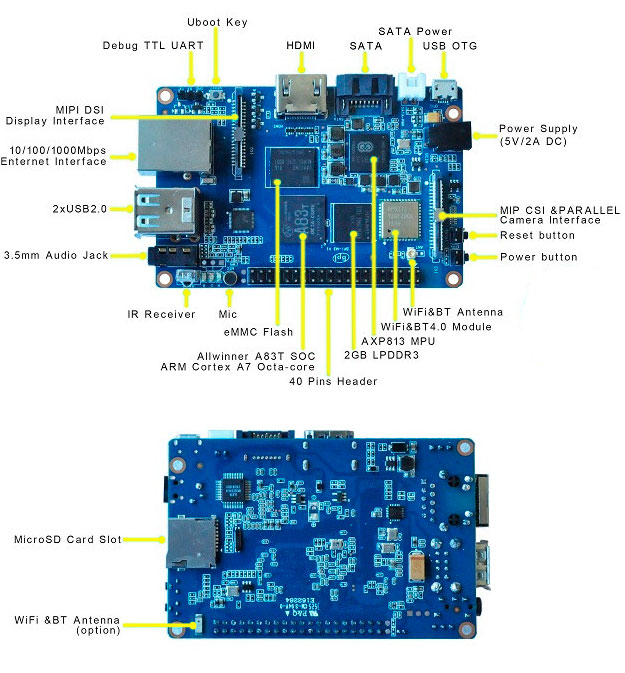 Uboot Key
Debug TTL UART
HDMI
SATA
SATA Power
USB OTG
MIPI DSI
Display Interface
10/100/1000Mbps
Enternet Interface
2xUSB2.0
3.5mm Audio Jack
Power Supply
(5V/2A DC)
MIP CSI &PARALLEL
Camera Interface
Reset button
Power button
A83T
IR Receiver
Mic
eMMC Flash
Allwinner A83T SOC
ARM Cortex A7 Octa-core
40 Pins Header
2GB LPDDR3
AXP813 MPU
WiFi&BT4.0 Module
WiFi&BT Antenna
MicroSD Card Slot
WiFi &BT Antenna
(option)